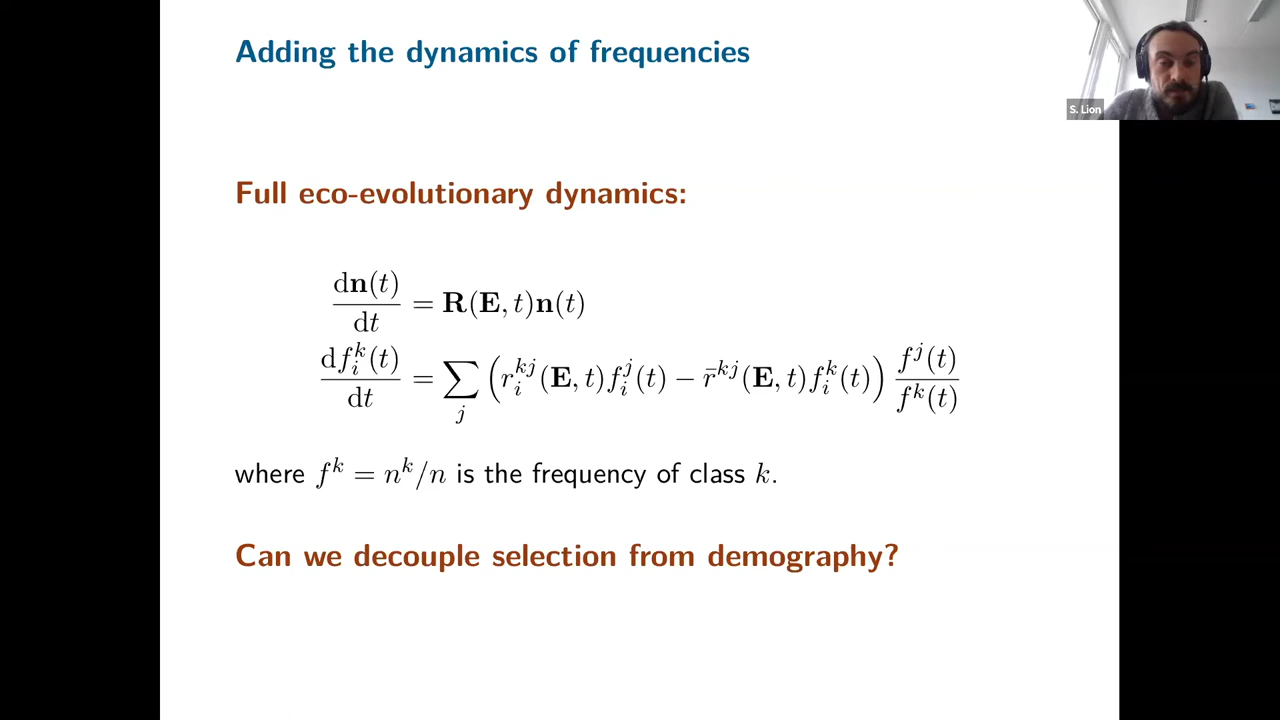 Adding the dynamics of frequencies
S. Lion
Full eco-evolutionary dynamics:
d𝐧(t)/dt = 𝐑(𝐄, t)𝐧(t)
df_i^k(t)/dt = ∑_j (r_i^{kj}(𝐄, t)f_i^j(t) − r̄^{kj}(𝐄, t)f_i^k(t)) f^j(t)/f^k(t)
where f^k = n^k/n is the frequency of class k.
Can we decouple selection from demography?